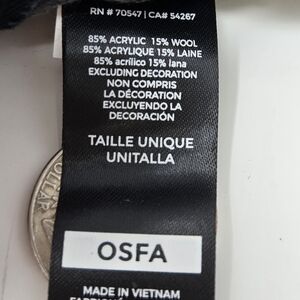 RN # 70547 | CA# 54267
85% ACRYLIC 15% WOOL
85% ACRYLIQUE 15% LAINE
85% acrílico 15% lana
EXCLUDING DECORATION
NON COMPRIS
LA DÉCORATION
EXCLUYENDO LA
DECORACIÓN
TAILLE UNIQUE
UNITALLA
OSFA
MADE IN VIETNAM